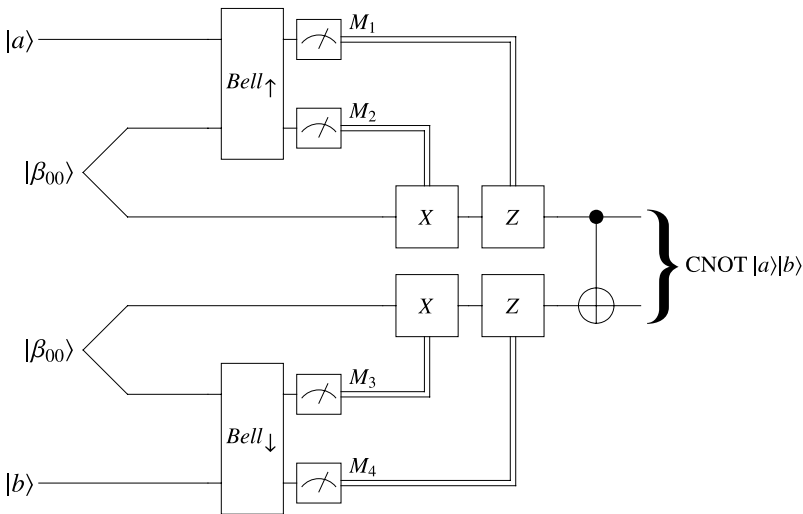 |a⟩
Bell↑
M₁
M₂
|β₀₀⟩
X
Z
CNOT |a⟩|b⟩
X
Z
|β₀₀⟩
Bell↓
M₃
M₄
|b⟩